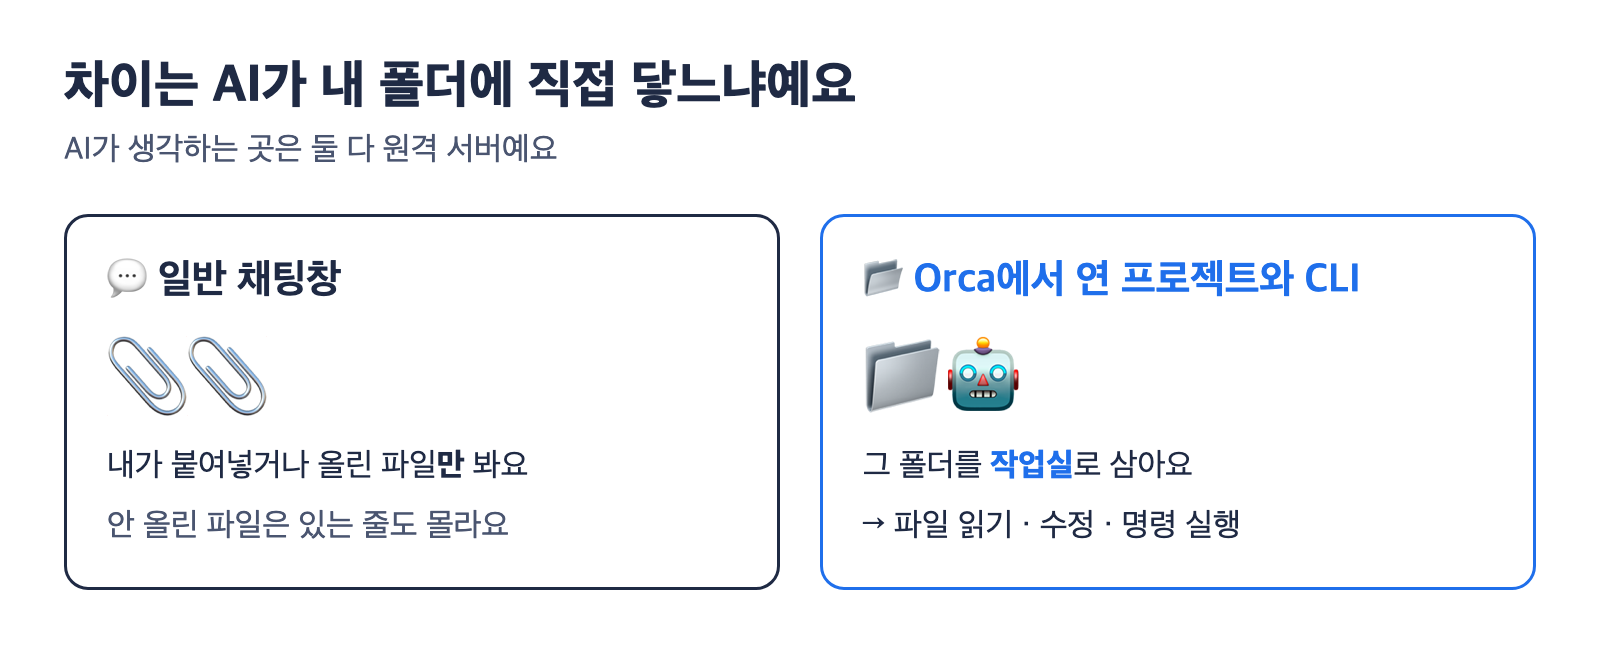 차이는 AI가 내 폴더에 직접 닿느냐예요
AI가 생각하는 곳은 둘 다 원격 서버예요
일반 채팅창
내가 붙여넣거나 올린 파일만 봐요
안 올린 파일은 있는 줄도 몰라요
Orca에서 연 프로젝트와 CLI
그 폴더를 작업실로 삼아요
→ 파일 읽기 · 수정 · 명령 실행